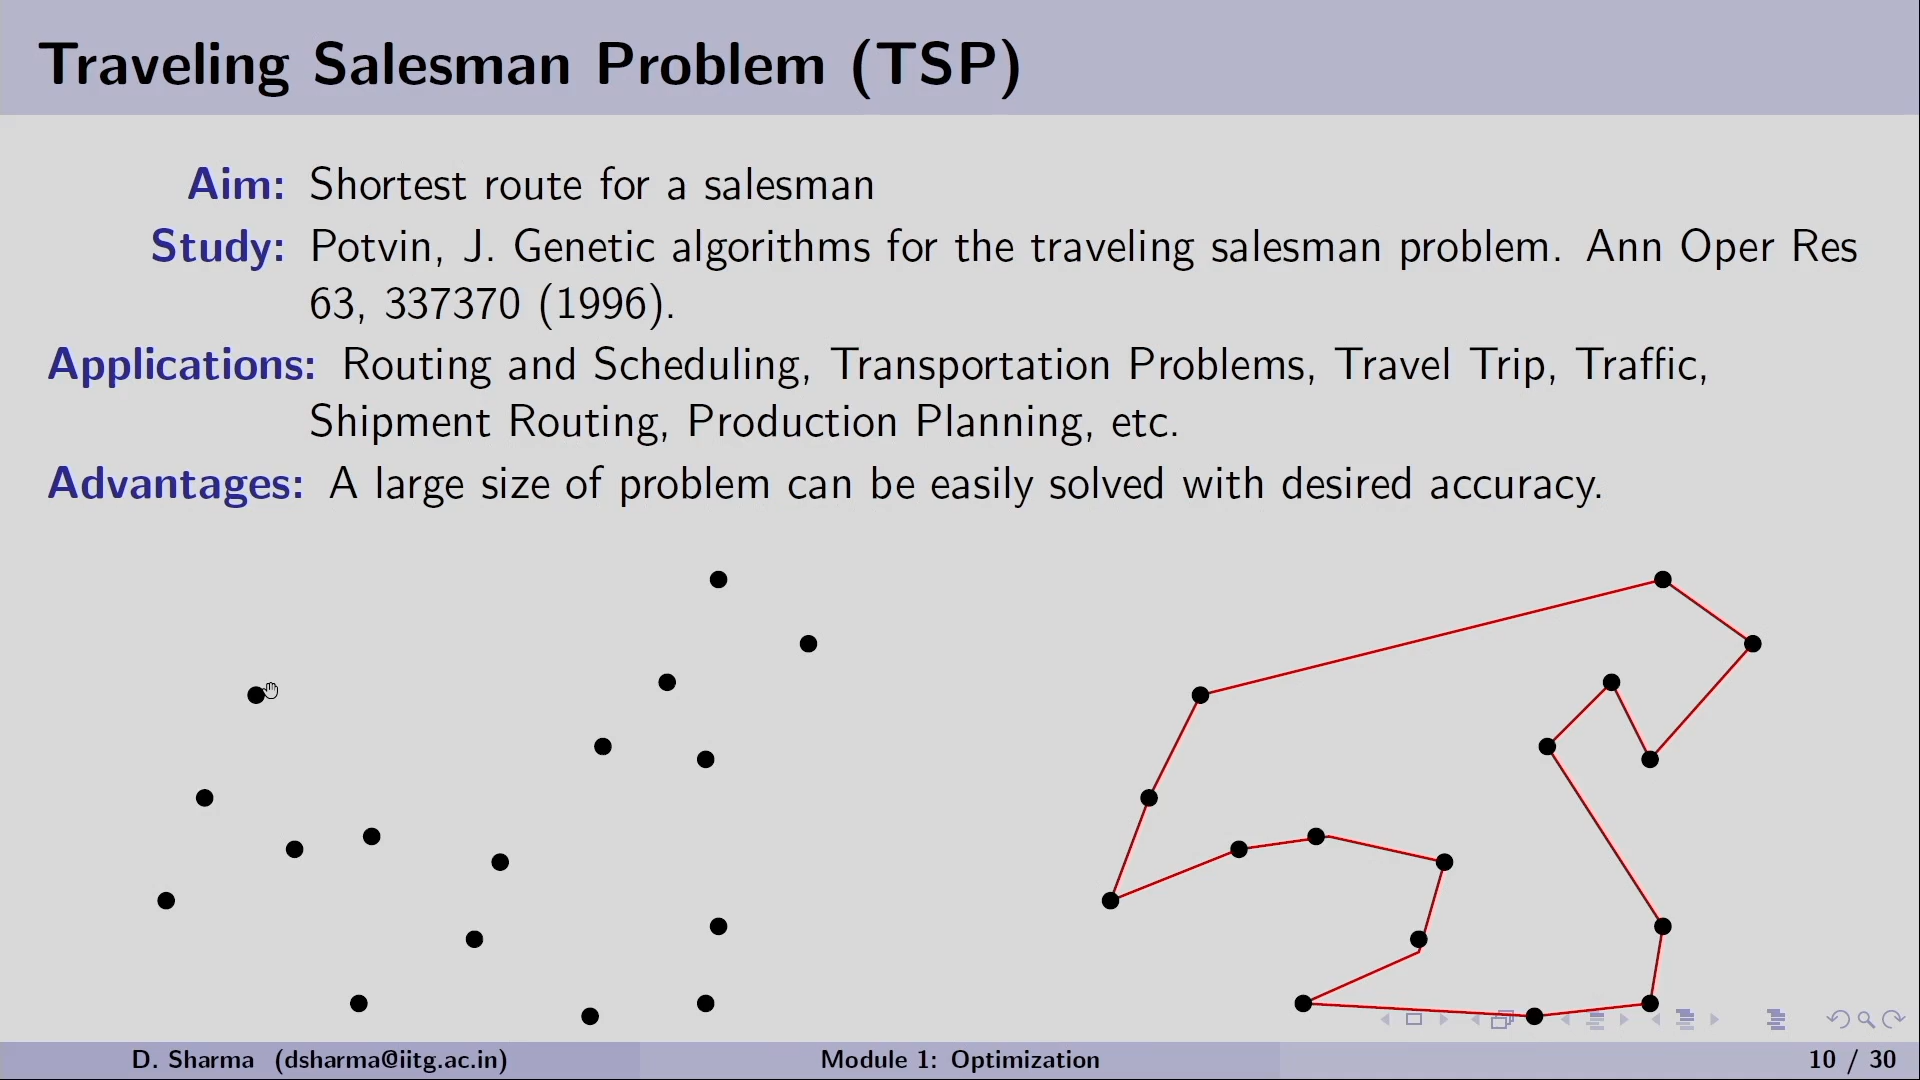 Traveling Salesman Problem (TSP)
Aim: Shortest route for a salesman
Study: Potvin, J. Genetic algorithms for the traveling salesman problem. Ann Oper Res
63, 337370 (1996).
Applications: Routing and Scheduling, Transportation Problems, Travel Trip, Traffic,
Shipment Routing, Production Planning, etc.
Advantages: A large size of problem can be easily solved with desired accuracy.
D. Sharma (dsharma@iitg.ac.in)
Module 1: Optimization
10 / 30